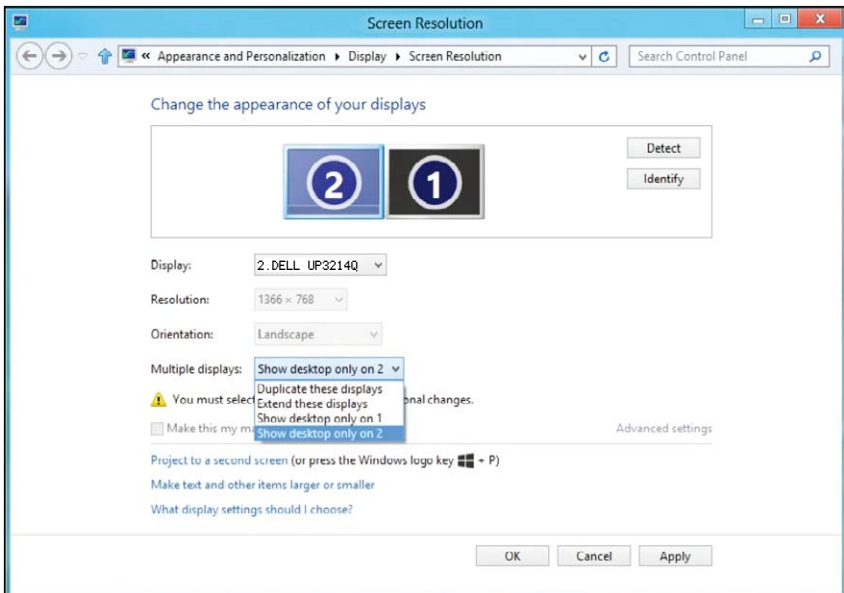 Screen Resolution
X
« Appearance and Personalization ▸ Display ▸ Screen Resolution
Search Control Panel
Change the appearance of your displays
2
1
Detect
Identify
Display:
2.DELL UP3214Q
Resolution:
1366 × 768
Orientation:
Landscape
Multiple displays:
Show desktop only on 2
Duplicate these displays
Extend these displays
Show desktop only on 1
Show desktop only on 2
You must select onal changes.
Make this my m
Advanced settings
Project to a second screen (or press the Windows logo key + P)
Make text and other items larger or smaller
What display settings should I choose?
OK
Cancel
Apply